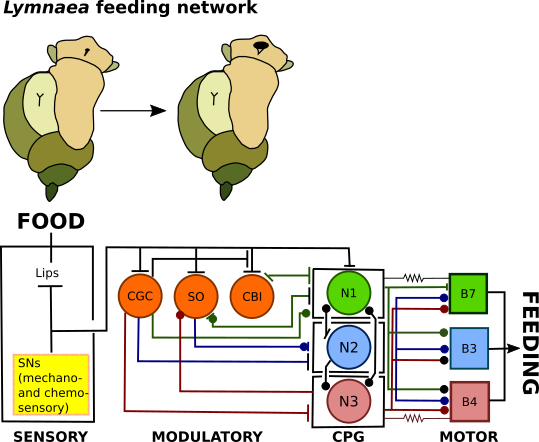 Lymnaea feeding network
FOOD
Lips
CGC
SO
CBI
N1
N2
N3
B7
B3
B4
SNs
(mechano-
and chemo-
sensory)
FEEDING
SENSORY
MODULATORY
CPG
MOTOR